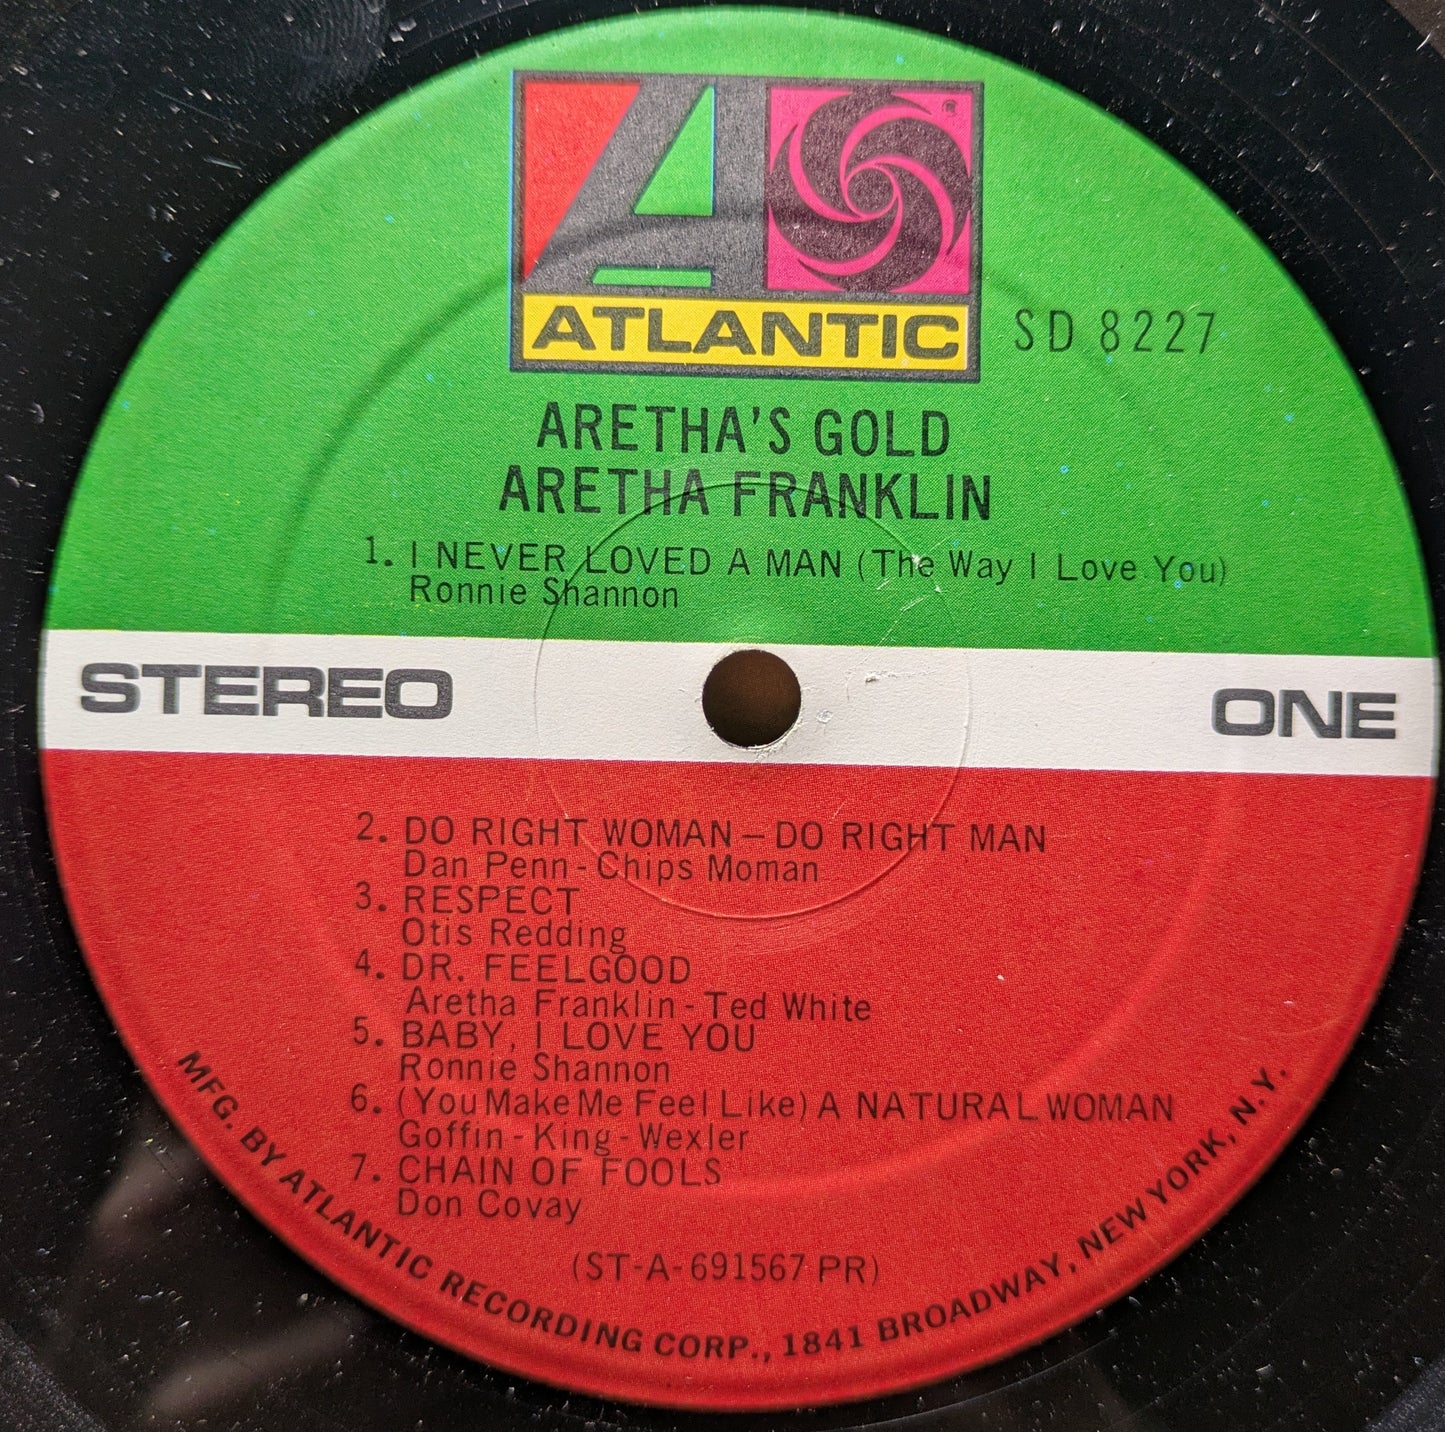 ATLANTIC
SD 8227
ARETHA'S GOLD
ARETHA FRANKLIN
1. I NEVER LOVED A MAN (The Way I Love You)
Ronnie Shannon
STEREO
ONE
2. DO RIGHT WOMAN – DO RIGHT MAN
Dan Penn - Chips Moman
3. RESPECT
Otis Redding
4. DR. FEELGOOD
Aretha Franklin - Ted White
5. BABY, I LOVE YOU
Ronnie Shannon
6. (You Make Me Feel Like) A NATURAL WOMAN
Goffin - King - Wexler
7. CHAIN OF FOOLS
Don Covay
(ST-A-691567 PR)
MFG. BY ATLANTIC RECORDING CORP., 1841 BROADWAY, NEW YORK, N.Y.